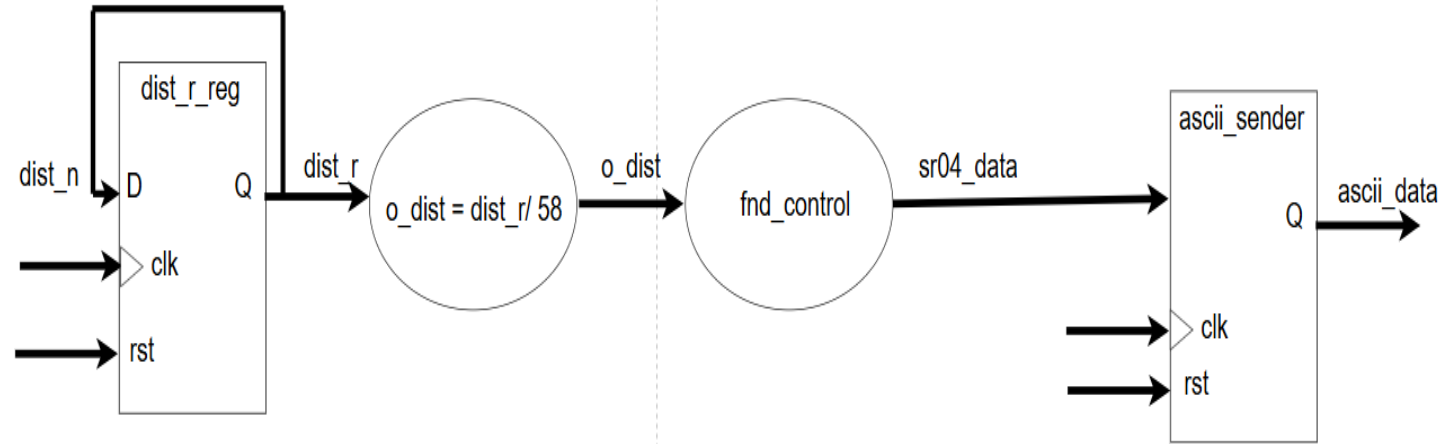 dist_r_reg
dist_n
D
Q
clk
rst
dist_r
o_dist = dist_r/ 58
o_dist
fnd_control
sr04_data
ascii_sender
Q
clk
rst
ascii_data